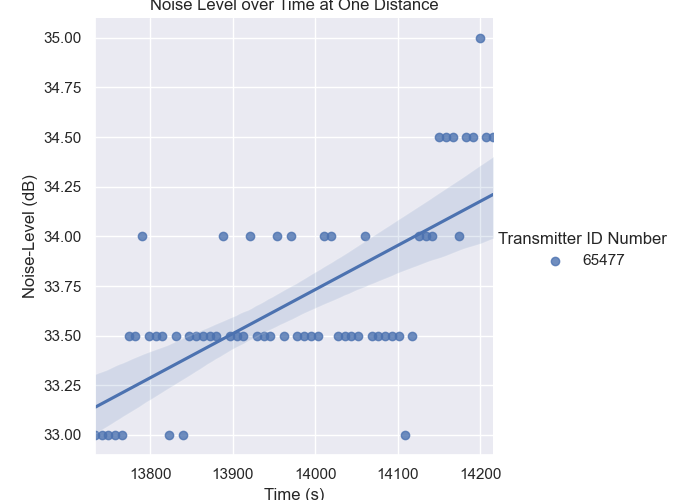 Noise Level over Time at One Distance
35.00
34.75
34.50
34.25
34.00
33.75
33.50
33.25
33.00
Noise-Level (dB)
13800 13900 14000 14100 14200
Time (s)
Transmitter ID Number
65477